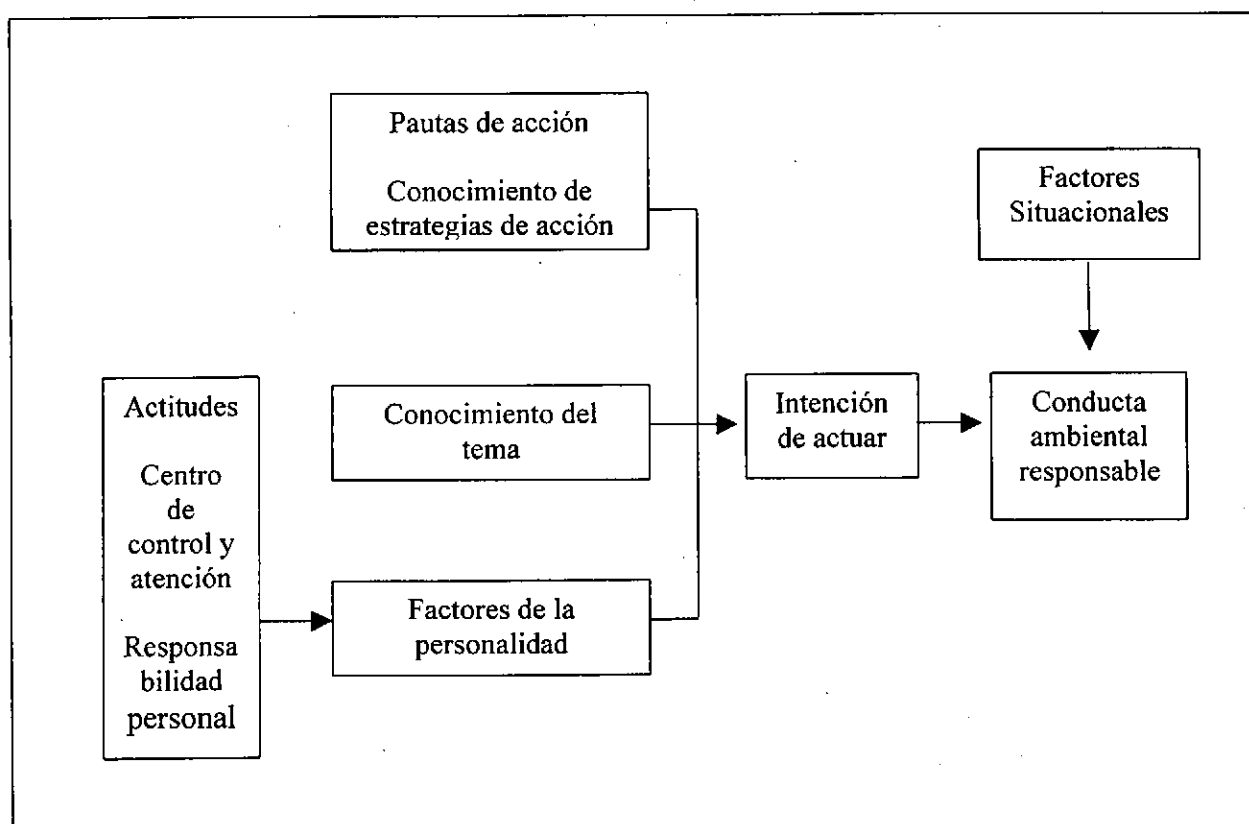 Pautas de acción
Conocimiento de
estrategias de acción
Factores
Situacionales
Actitudes
Centro
de
control y
atención
Responsa
bilidad
personal
Conocimiento del
tema
Intención
de actuar
Conducta
ambiental
responsable
Factores de la
personalidad